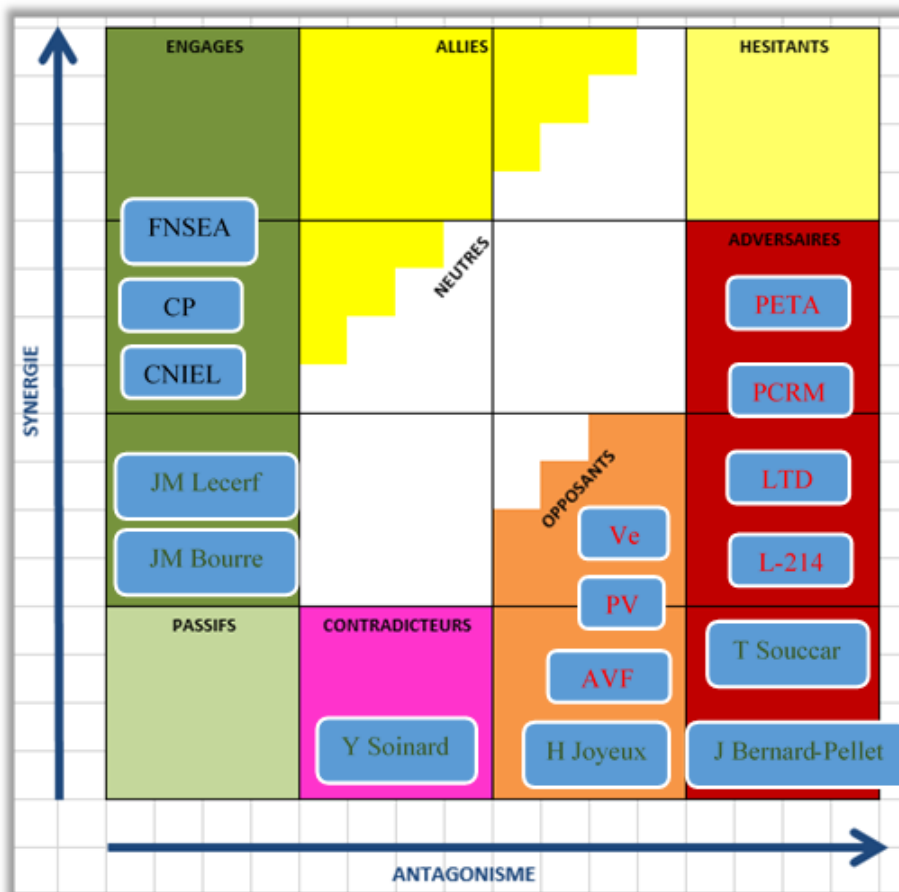 ENGAGES
ALLIES
HESITANTS
FNSEA
ADVERSAIRES
NEUTRES
CP
PETA
CNIEL
PCRM
SYNERGIE
JM Lecerf
LTD
OPPOSANTS
Ve
JM Bourre
L-214
PV
PASSIFS
CONTRADICTEURS
T Souccar
AVF
Y Soinard
H Joyeux
J Bernard-Pellet
ANTAGONISME